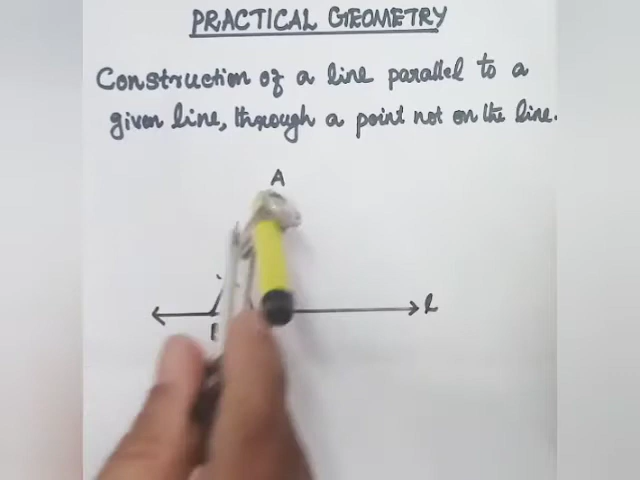 PRACTICAL GEOMETRY
Construction of a line parallel to a
given line, through a point not on the line.
A
l